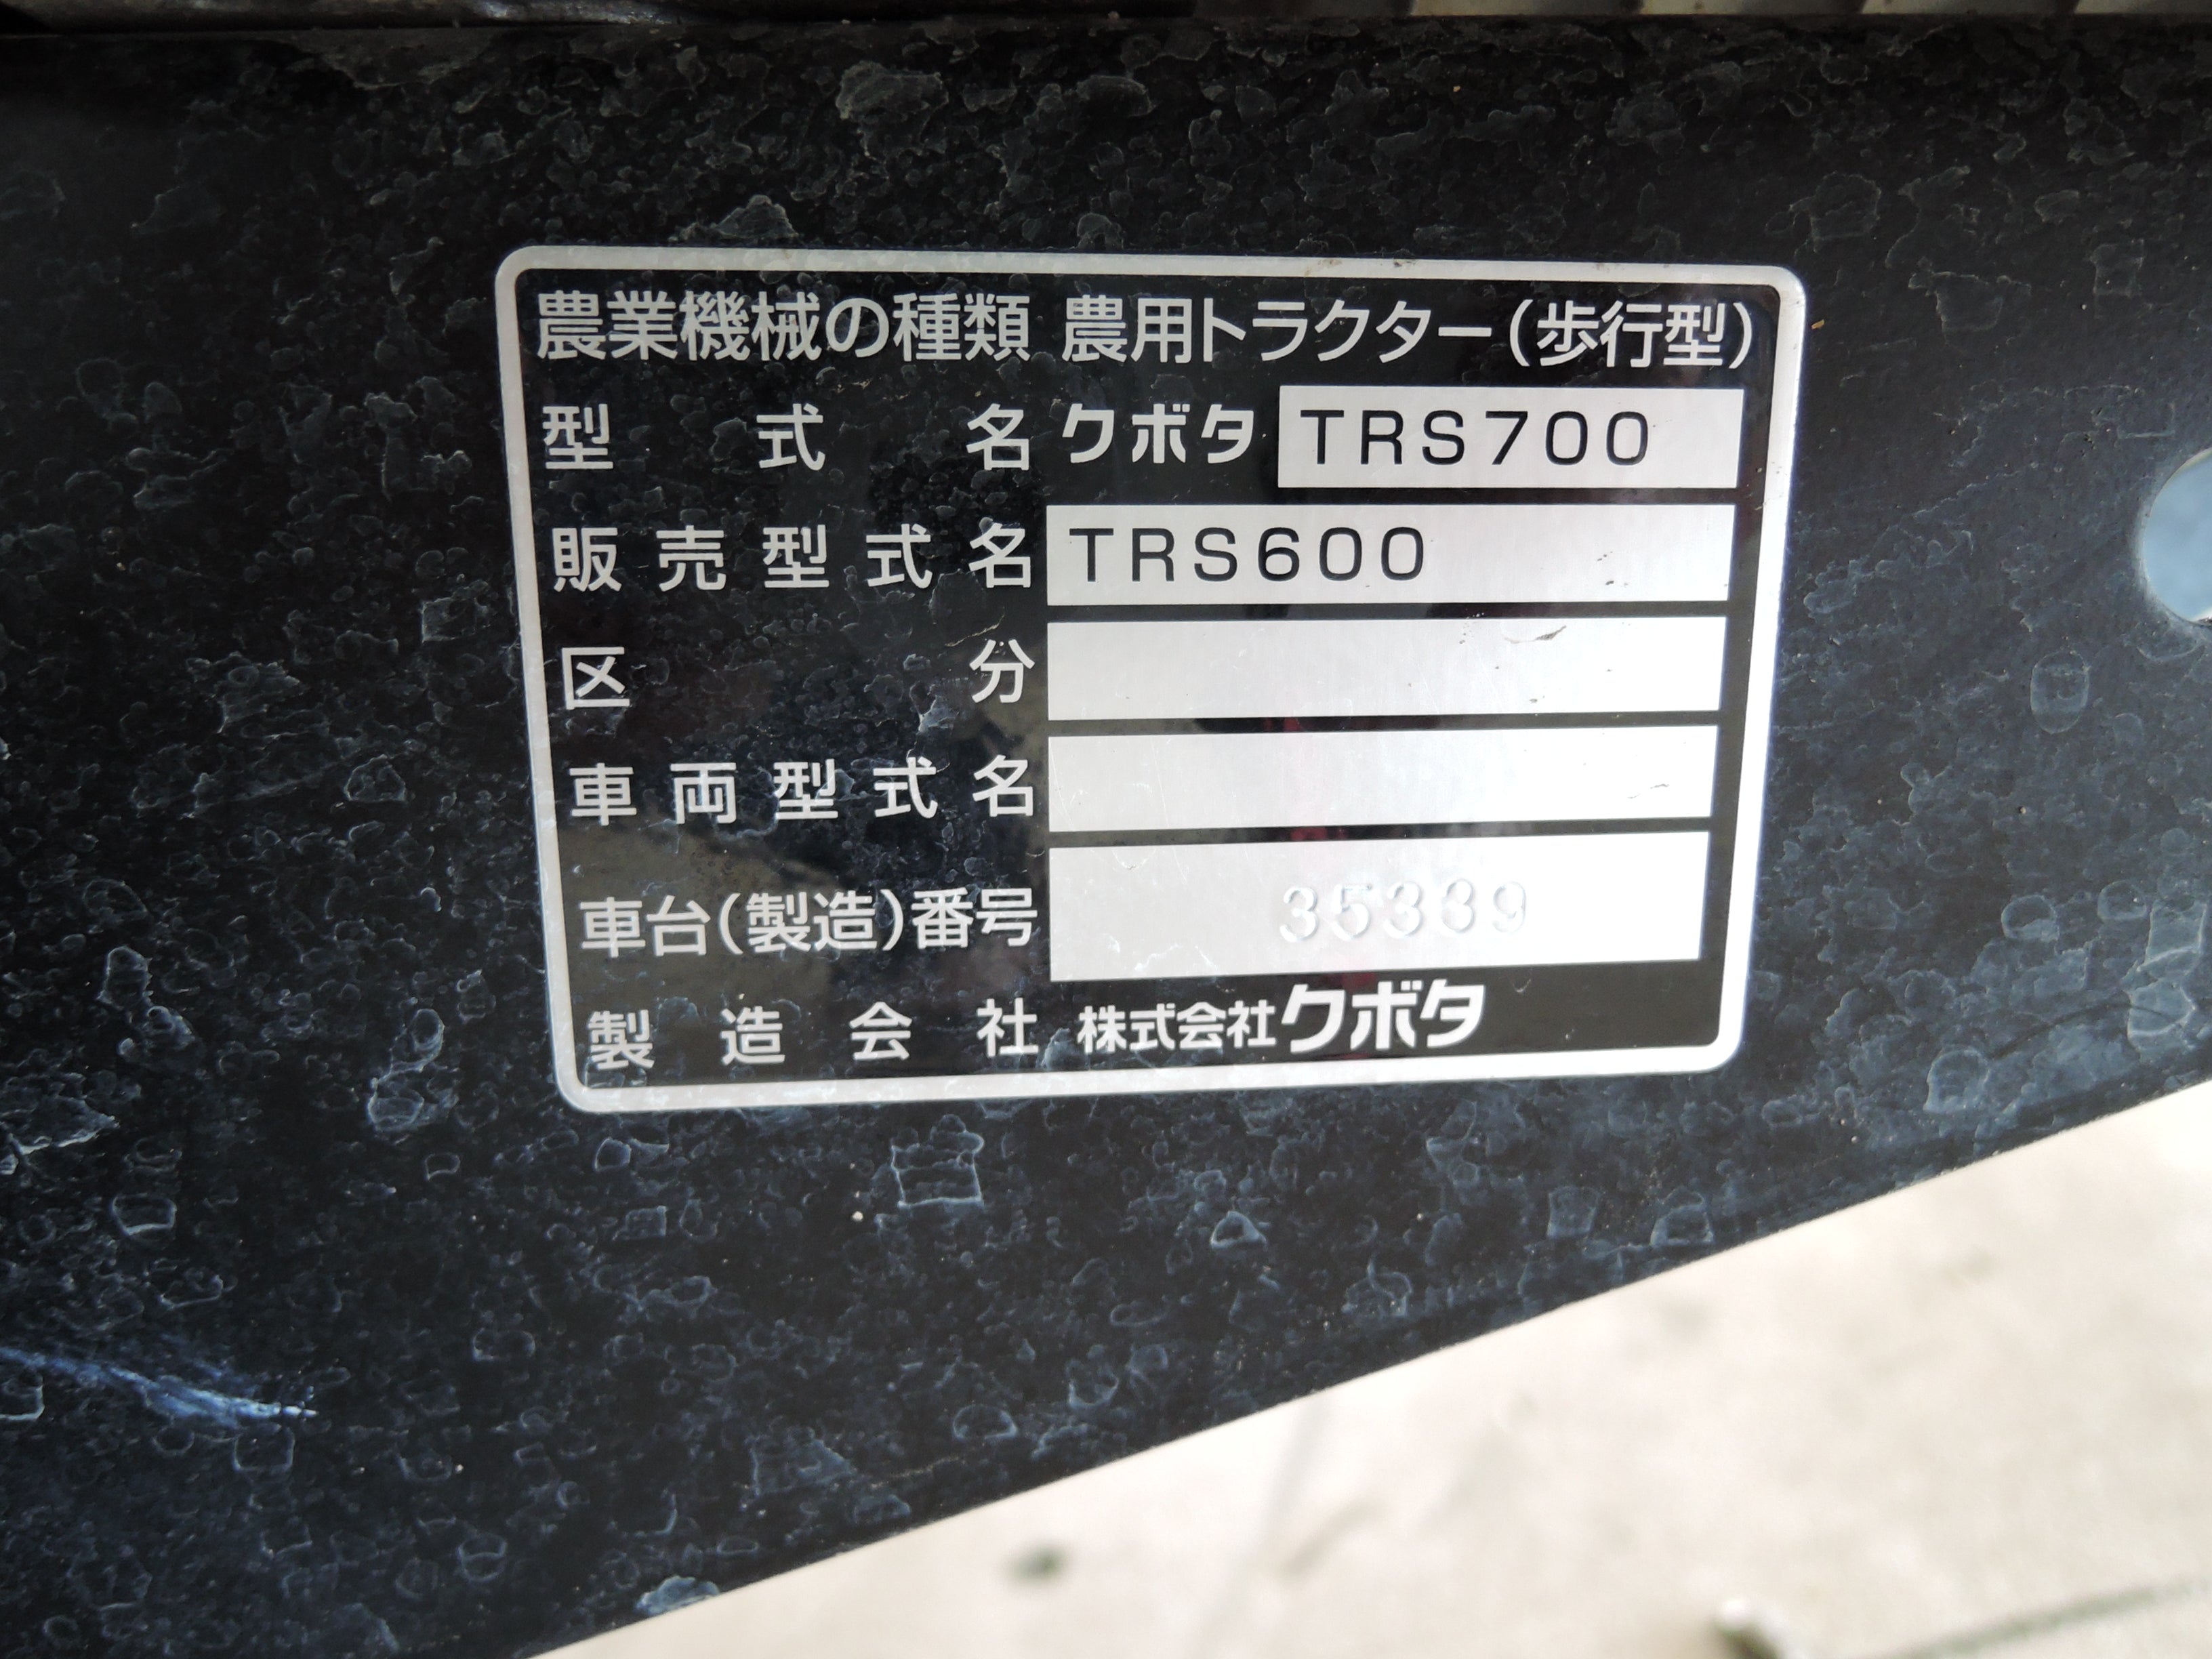 農業機械の種類 農用トラクター(歩行型)
型式名 クボタ TRS700
販売型式名 TRS600
区分
車両型式名
車台(製造)番号 35339
製造会社 株式会社クボタ